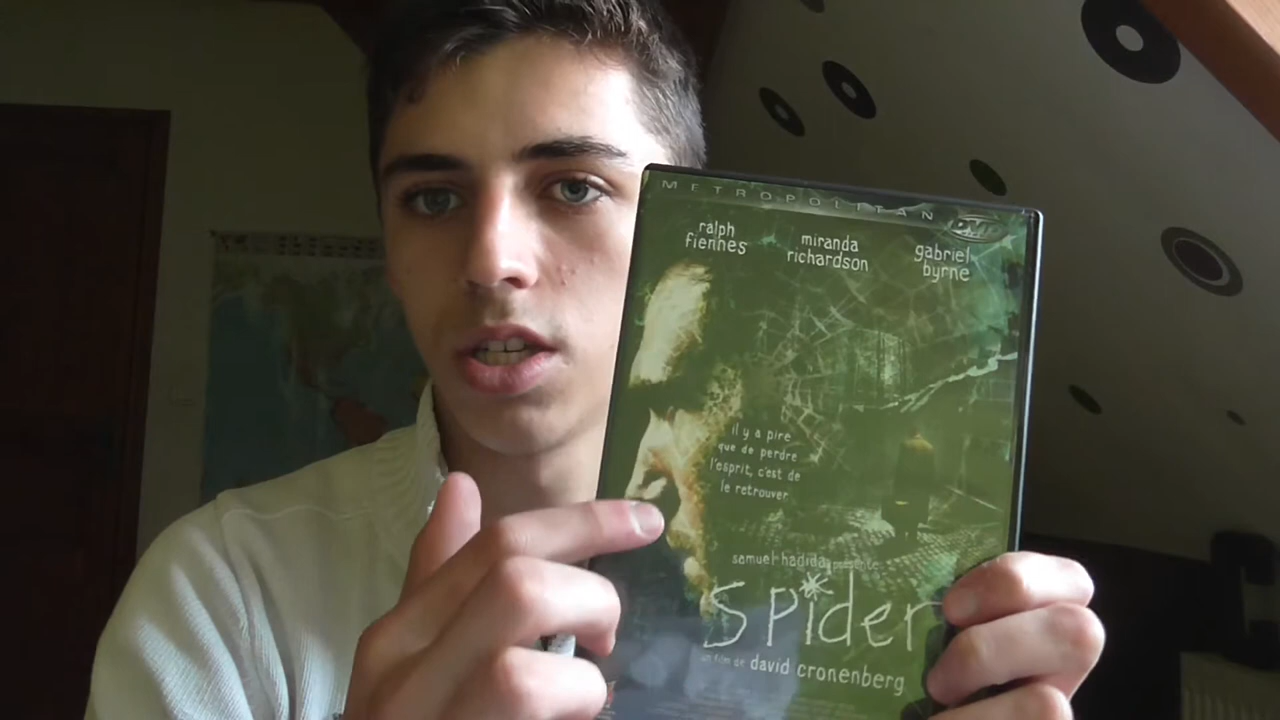 METROPOLITAN
DVD
ralph
fiennes
miranda
richardson
gabriel
byrne
il y a pire
que de perdre
l'esprit, c'est de
le retrouver
samuel hadida présente
spider
un film de david cronenberg